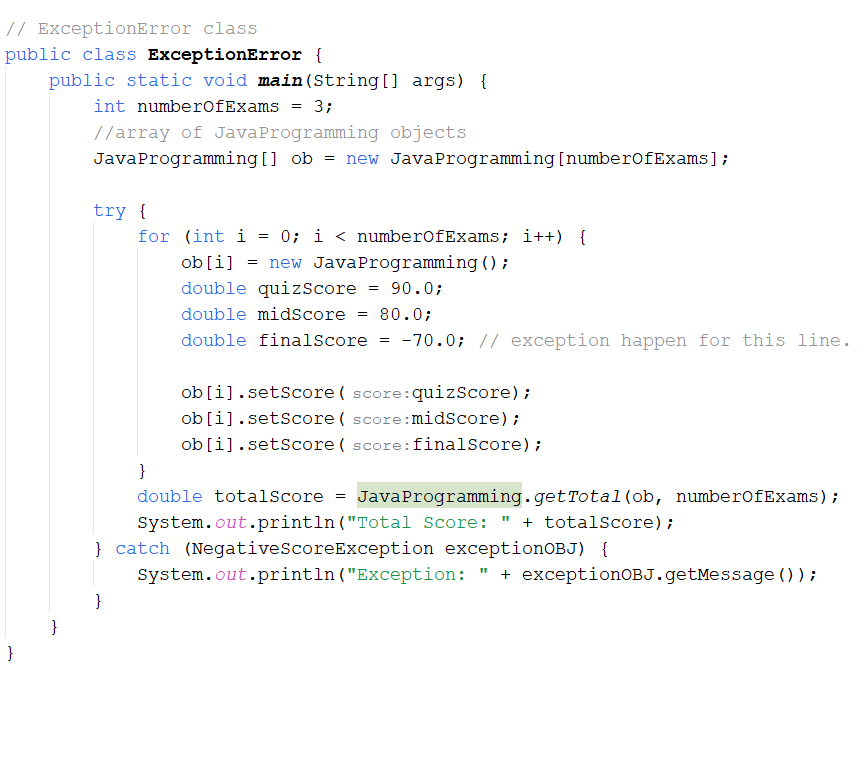 // ExceptionError class
public class ExceptionError {
    public static void main(String[] args) {
        int numberOfExams = 3;
        //array of JavaProgramming objects
        JavaProgramming[] ob = new JavaProgramming[numberOfExams];

        try {
            for (int i = 0; i < numberOfExams; i++) {
                ob[i] = new JavaProgramming();
                double quizScore = 90.0;
                double midScore = 80.0;
                double finalScore = -70.0; // exception happen for this line.

                ob[i].setScore( score:quizScore);
                ob[i].setScore( score:midScore);
                ob[i].setScore( score:finalScore);
            }
            double totalScore = JavaProgramming.getTotal(ob, numberOfExams);
            System.out.println("Total Score: " + totalScore);
        } catch (NegativeScoreException exceptionOBJ) {
            System.out.println("Exception: " + exceptionOBJ.getMessage());
        }
    }
}